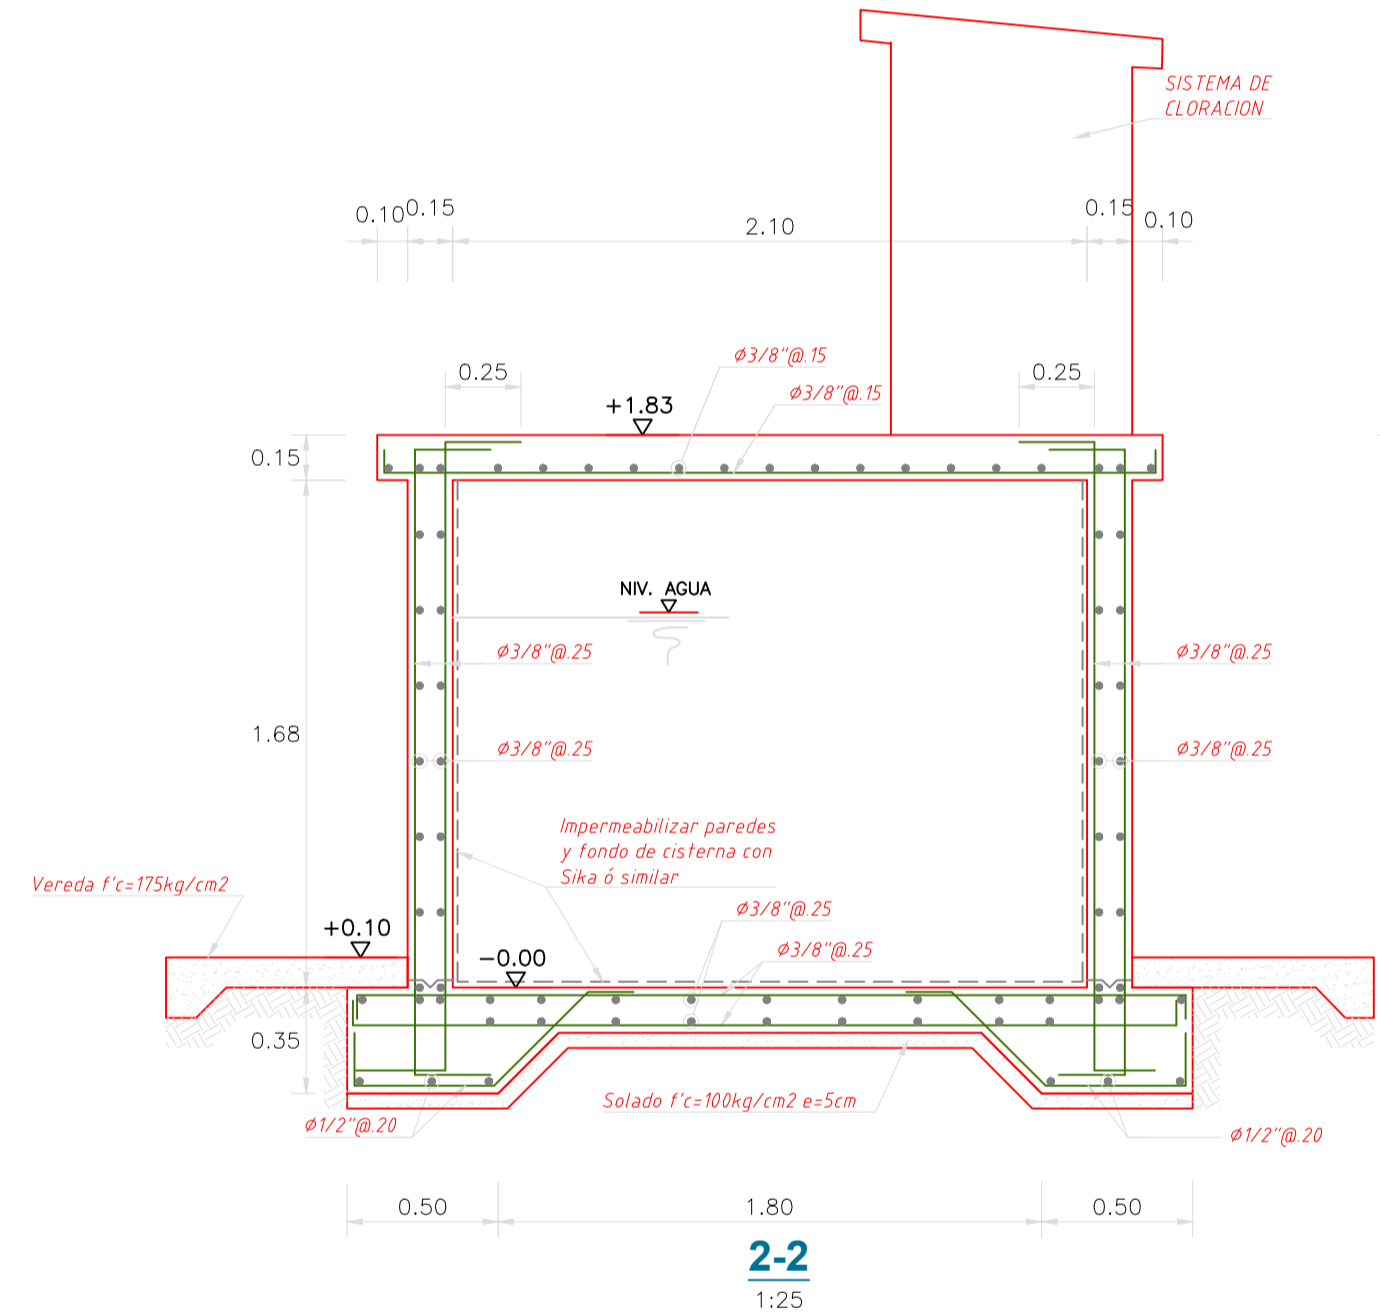 SISTEMA DE
CLORACION
0.10
0.15
2.10
0.15
0.10
ø3/8"@.15
0.25
0.25
ø3/8"@.15
+1.83
0.15
NIV. AGUA
ø3/8"@.25
ø3/8"@.25
1.68
ø3/8"@.25
ø3/8"@.25
Impermeabilizar paredes
y fondo de cisterna con
Sika ó similar
Vereda f'c=175kg/cm2
ø3/8"@.25
+0.10
ø3/8"@.25
-0.00
0.35
Solado f'c=100kg/cm2 e=5cm
ø1/2"@.20
ø1/2"@.20
0.50
1.80
0.50
2-2
1:25